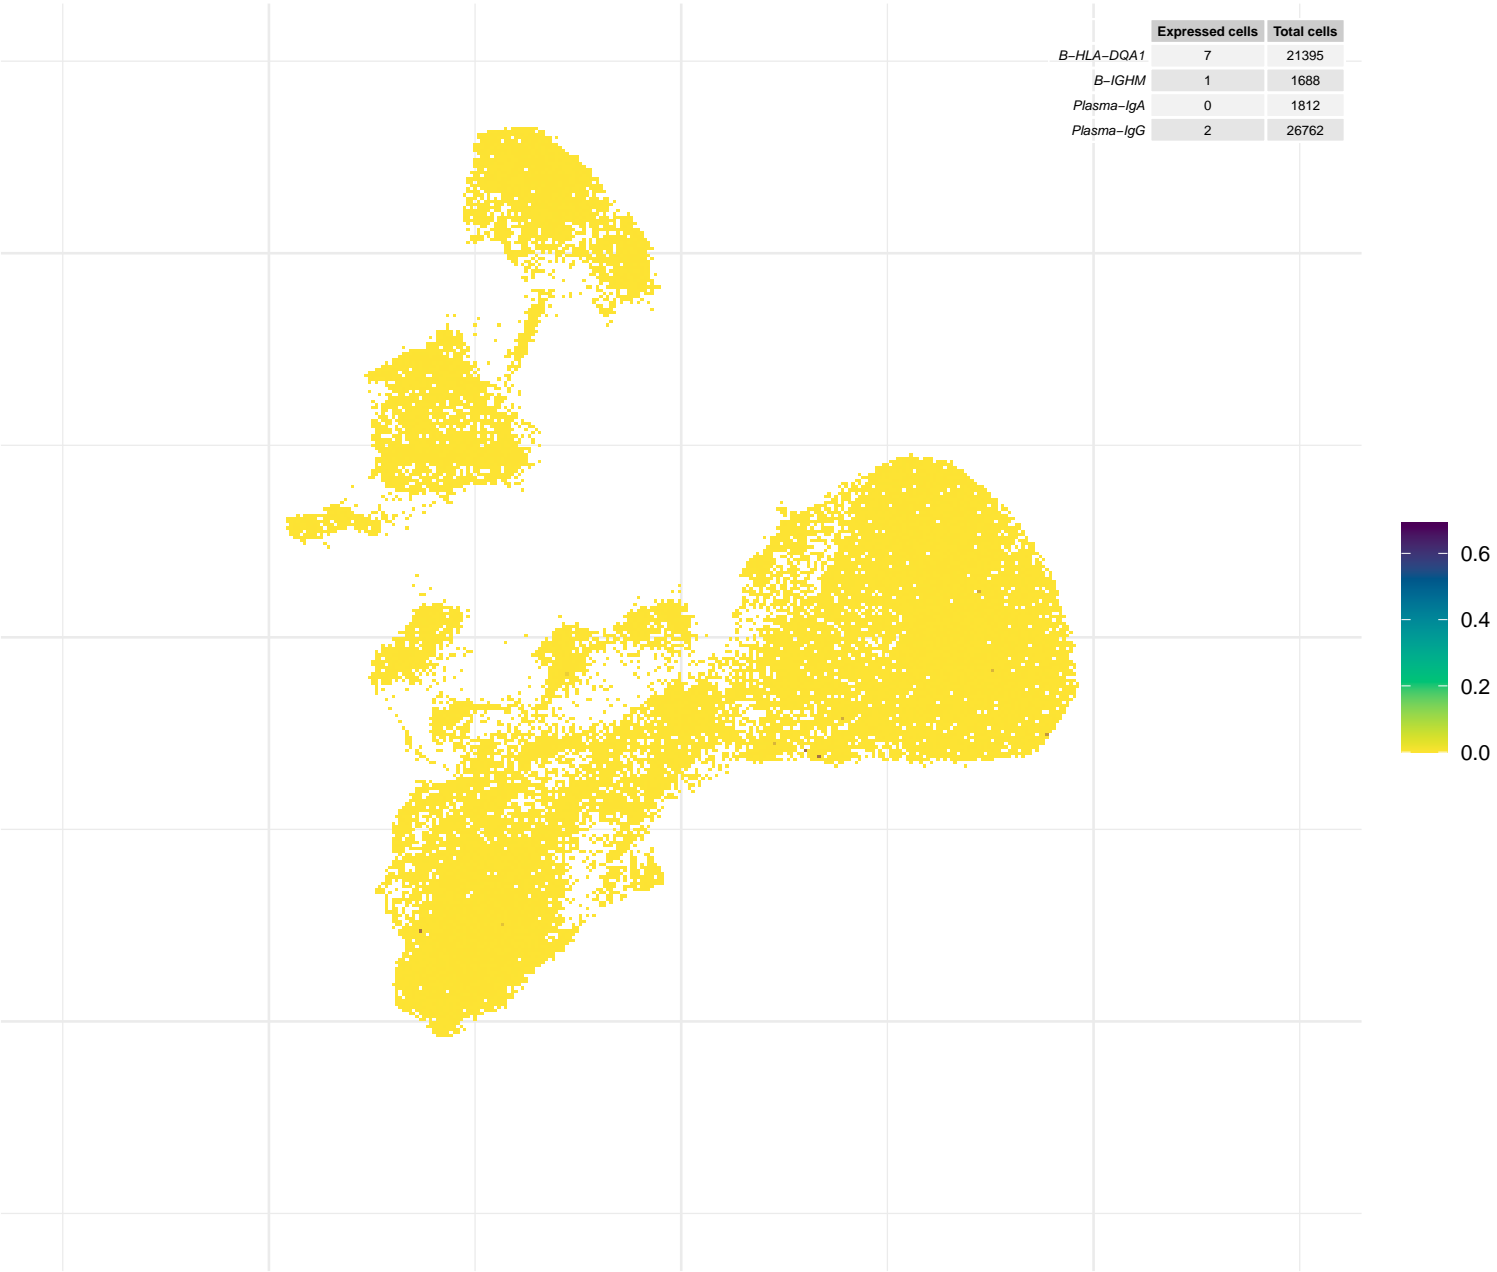 Expressed cells Total cells
B−HLA−DQA1 7 21395
B−IGHM 1 1688
Plasma−IgA 0 1812
Plasma−IgG 2 26762
0.6
0.4
0.2
0.0